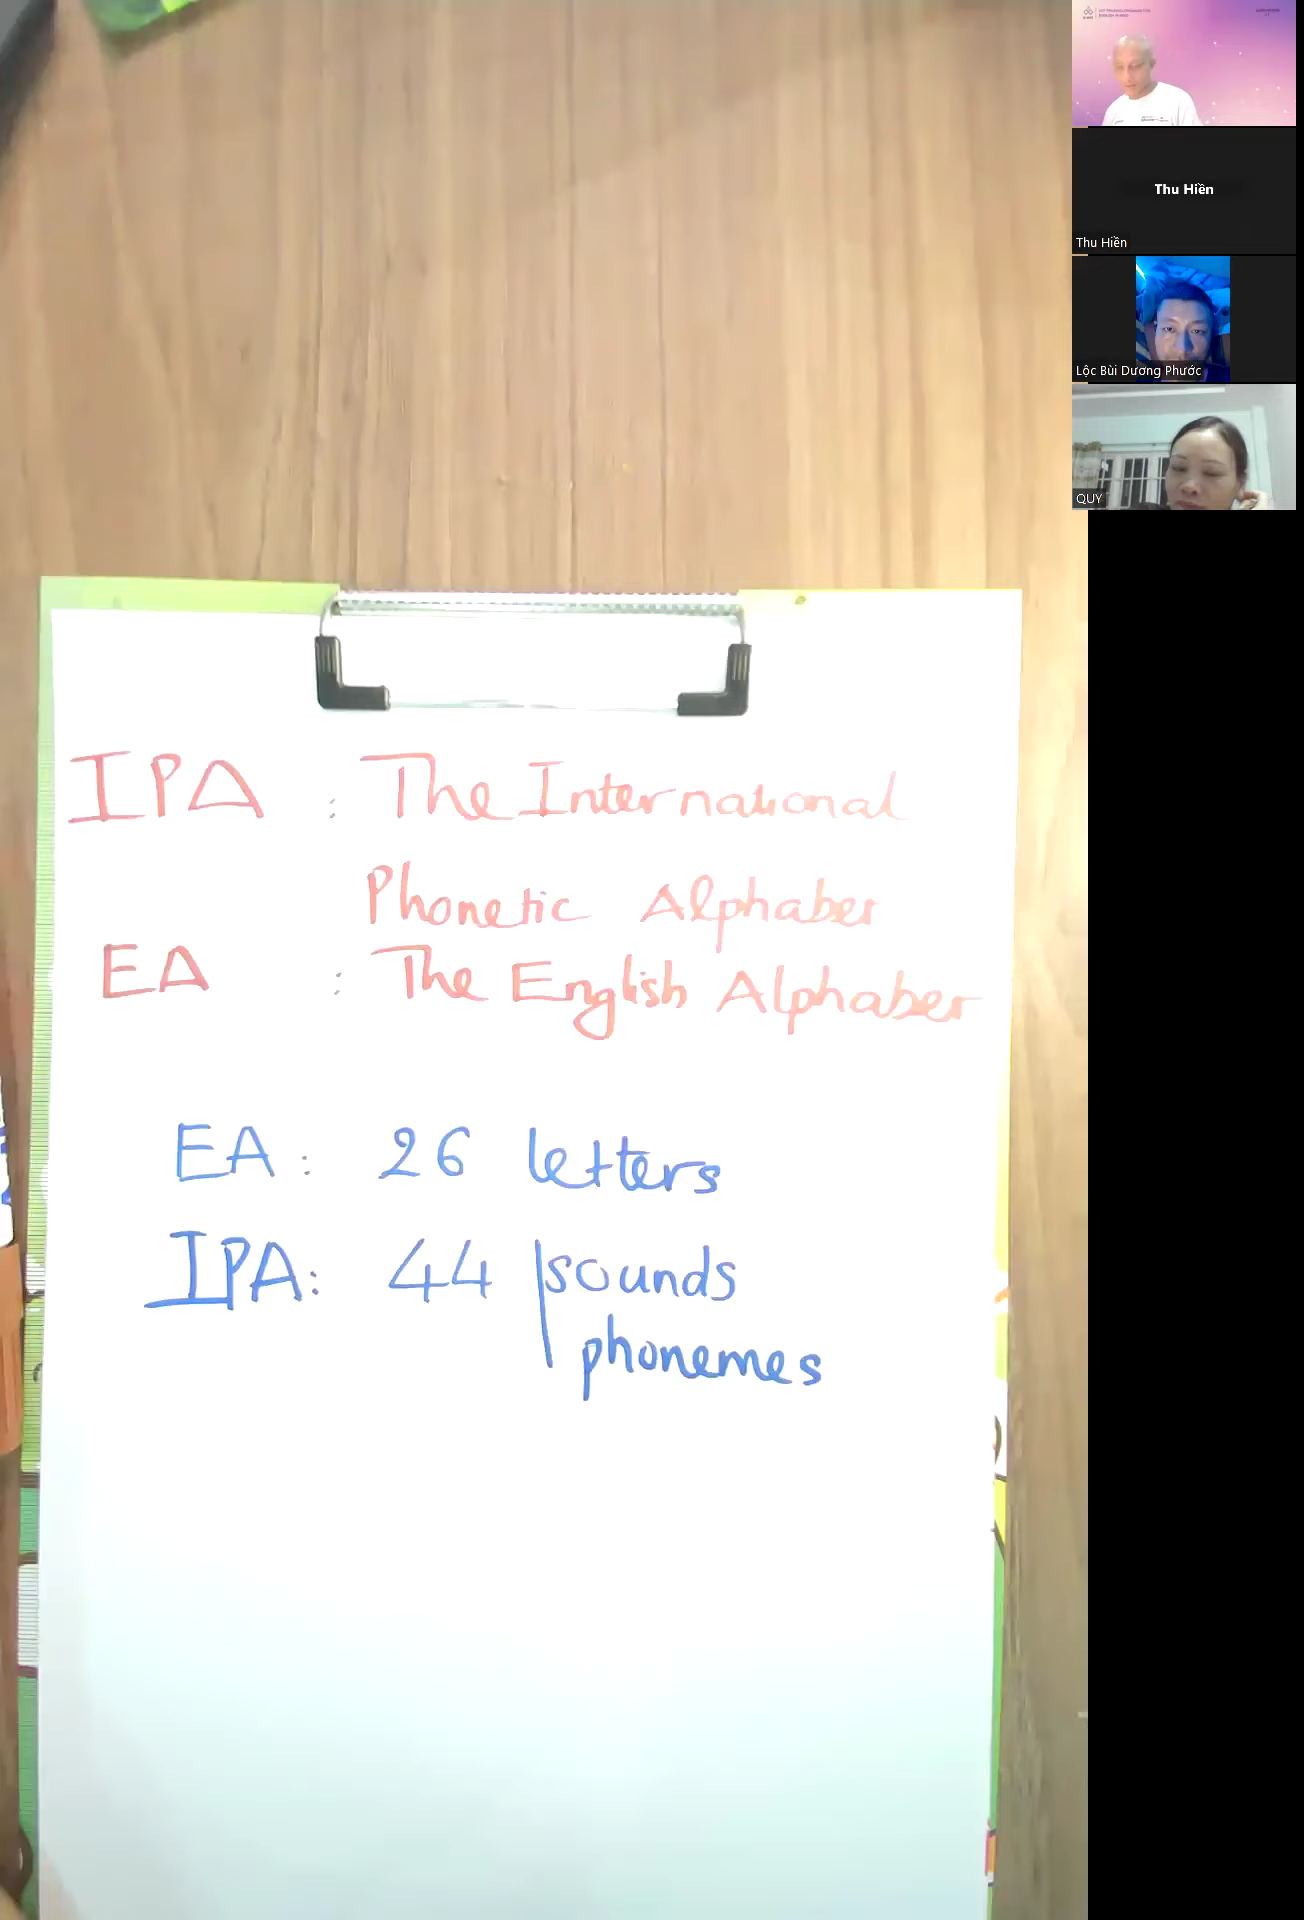 IPA : The International
Phonetic Alphabet
EA : The English Alphabet
EA: 26 letters
IPA: 44 sounds
phonemes
Thu Hiền
Thu Hiền
Lộc Bùi Dương Phước
QUY